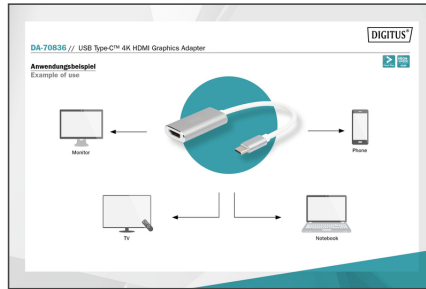 DIGITUS®
DA-70836 // USB Type-C™ 4K HDMI Graphics Adapter
Anwendungsbeispiel
Example of use
Monitor
Phone
TV
Notebook